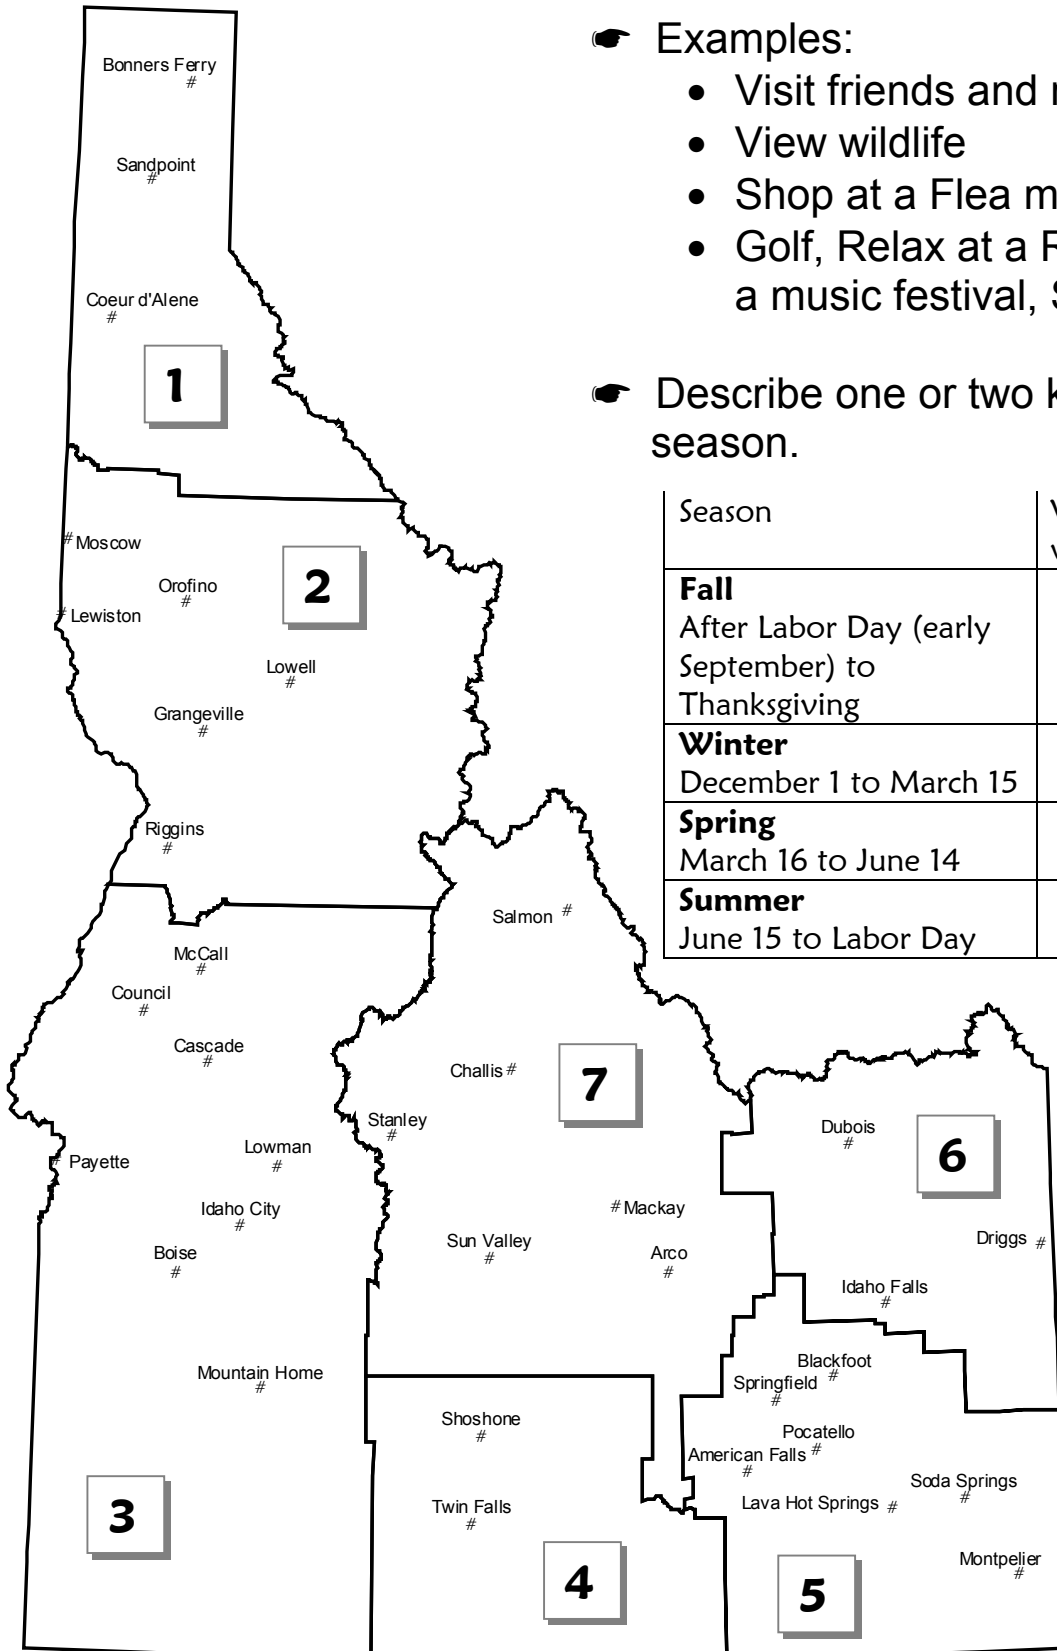 ☛ Examples:
• Visit friends and
• View wildlife
• Shop at a Flea
• Golf, Relax at a
a music festival,
☛ Describe one or two
season.
Season
Fall
After Labor Day (early
September) to
Thanksgiving
Winter
December 1 to March 15
Spring
March 16 to June 14
Summer
June 15 to Labor Day
Bonners Ferry
#
Sandpoint
#
Coeur d'Alene
#
1
# Moscow
2
Orofino
#
# Lewiston
Lowell
#
Grangeville
#
Riggins
#
Salmon #
McCall
#
Council
#
Cascade
#
Challis #
7
Stanley
#
Dubois
#
6
Lowman
#
# Payette
Idaho City
#
# Mackay
Driggs #
Boise
#
Sun Valley
#
Arco
#
Idaho Falls
#
Mountain Home
#
Blackfoot
#
Springfield
#
Shoshone
#
Pocatello
#
American Falls
#
Soda Springs
#
Lava Hot Springs #
Twin Falls
#
3
Montpelier
#
4
5